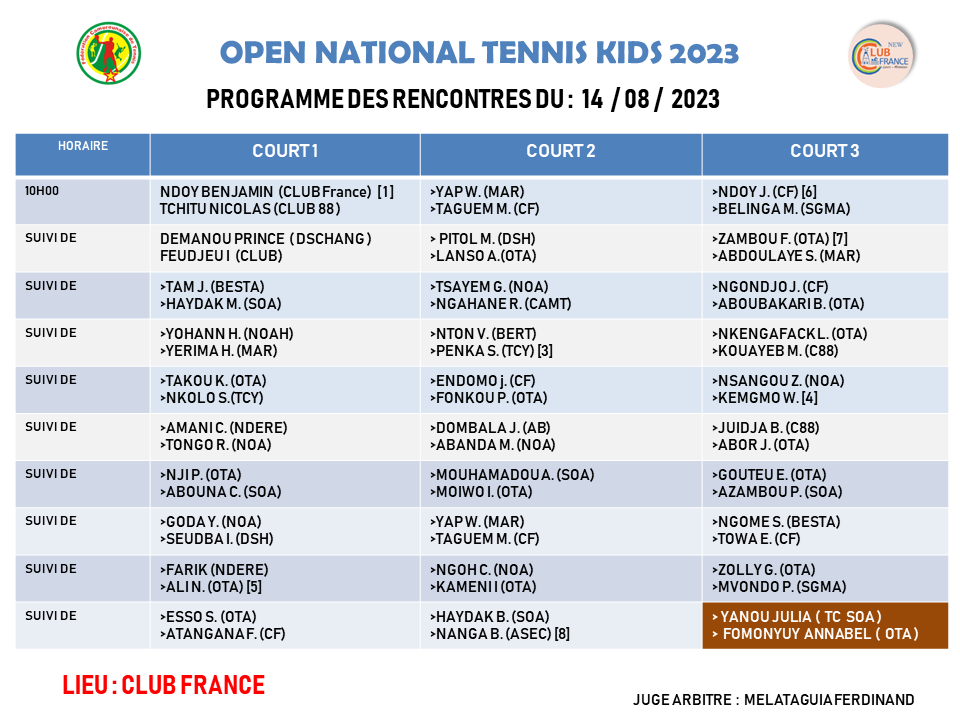 Fédération Camerounaise de Tennis
NEW
CLUB
FRANCE
OPEN NATIONAL TENNIS KIDS 2023
PROGRAMME DES RENCONTRES DU : 14 / 08 / 2023
HORAIRE COURT 1 COURT 2 COURT 3
10H00 NDOY BENJAMIN (CLUB France) [1] >YAP W. (MAR) >NDOY J. (CF) [6]
TCHITU NICOLAS (CLUB 88) >TAGUEM M. (CF) >BELINGA M. (SGMA)
SUIVI DE DEMANOU PRINCE ( DSCHANG ) > PITOL M. (DSH) >ZAMBOU F. (OTA) [7]
FEUDJEU I (CLUB) >LANSO A.(OTA) >ABDOULAYE S. (MAR)
SUIVI DE >TAM J. (BESTA) >TSAYEM G. (NOA) >NGONDJO J. (CF)
>HAYDAK M. (SOA) >NGAHANE R. (CAMT) >ABOUBAKARI B. (OTA)
SUIVI DE >YOHANN H. (NOAH) >NTON V. (BERT) >NKENGAFACK L. (OTA)
>YERIMA H. (MAR) >PENKA S. (TCY) [3] >KOUAYEB M. (C88)
SUIVI DE >TAKOU K. (OTA) >ENDOMO j. (CF) >NSANGOU Z. (NOA)
>NKOLO S.(TCY) >FONKOU P. (OTA) >KEMGMO W. [4]
SUIVI DE >AMANI C. (NDERE) >DOMBALA J. (AB) >JUIDJA B. (C88)
>TONGO R. (NOA) >ABANDA M. (NOA) >ABOR J. (OTA)
SUIVI DE >NJI P. (OTA) >MOUHAMADOU A. (SOA) >GOUTEU E. (OTA)
>ABOUNA C. (SOA) >MOIWO I. (OTA) >AZAMBOU P. (SOA)
SUIVI DE >GODA Y. (NOA) >YAP W. (MAR) >NGOME S. (BESTA)
>SEUDBA I. (DSH) >TAGUEM M. (CF) >TOWA E. (CF)
SUIVI DE >FARIK (NDERE) >NGOH C. (NOA) >ZOLLY G. (OTA)
>ALI N. (OTA) [5] >KAMENI I (OTA) >MVONDO P. (SGMA)
SUIVI DE >ESSO S. (OTA) >HAYDAK B. (SOA) > YANOU JULIA ( TC SOA )
>ATANGANA F. (CF) >NANGA B. (ASEC) [8] > FOMONYUY ANNABEL ( OTA )
LIEU : CLUB FRANCE
JUGE ARBITRE : MELATAGUIA FERDINAND